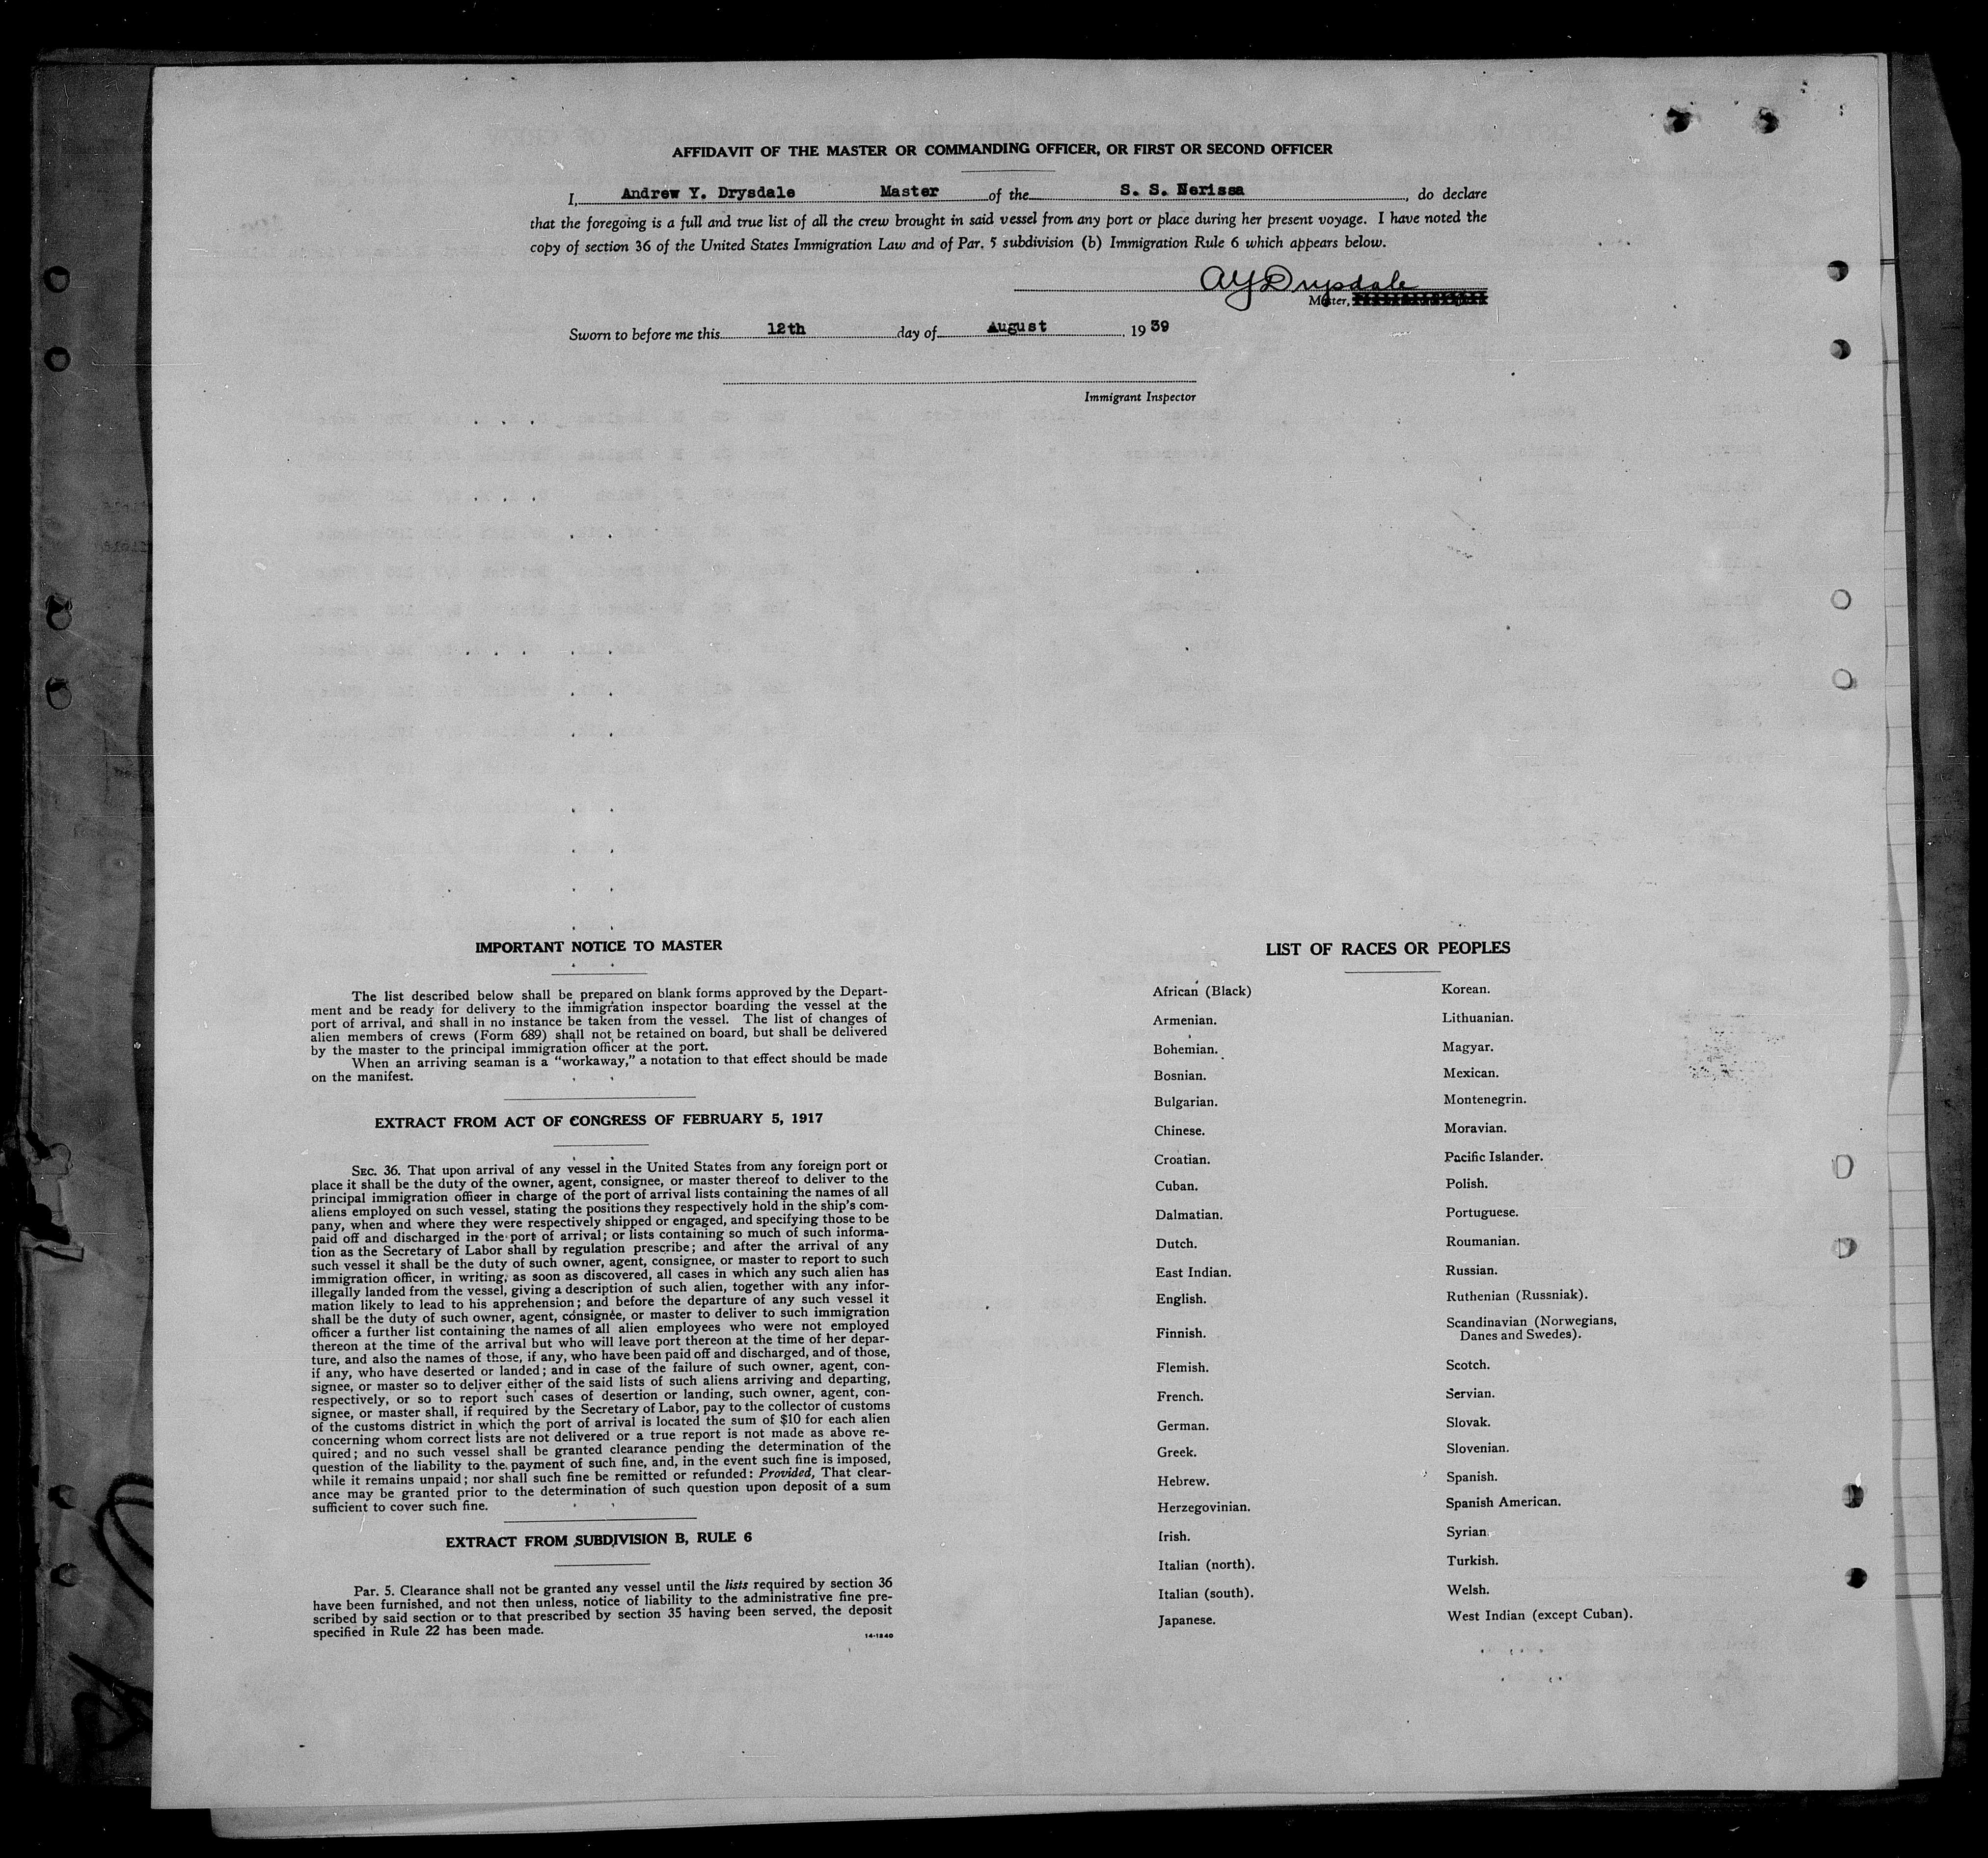 AFFIDAVIT OF THE MASTER OR COMMANDING OFFICER, OR FIRST OR SECOND OFFICER
I, Andrew Y. Drysdale Master of the S. S. Nerissa, do declare
that the foregoing is a full and true list of all the crew brought in said vessel from any port or place during her present voyage. I have noted the
copy of section 36 of the United States Immigration Law and of Par. 5 subdivision (b) Immigration Rule 6 which appears below.
AYDrysdale
Master,
Sworn to before me this 12th day of August, 1939
Immigrant Inspector
IMPORTANT NOTICE TO MASTER
The list described below shall be prepared on blank forms approved by the Depart-
ment and be ready for delivery to the immigration inspector boarding the vessel at the
port of arrival, and shall in no instance be taken from the vessel. The list of changes of
alien members of crews (Form 689) shall not be retained on board, but shall be delivered
by the master to the principal immigration officer at the port.
When an arriving seaman is a "workaway," a notation to that effect should be made
on the manifest.
EXTRACT FROM ACT OF CONGRESS OF FEBRUARY 5, 1917
SEC. 36. That upon arrival of any vessel in the United States from any foreign port or
place it shall be the duty of the owner, agent, consignee, or master thereof to deliver to the
principal immigration officer in charge of the port of arrival lists containing the names of all
aliens employed on such vessel, stating the positions they respectively hold in the ship's com-
pany, when and where they were respectively shipped or engaged, and specifying those to be
paid off and discharged in the port of arrival; or lists containing so much of such informa-
tion as the Secretary of Labor shall by regulation prescribe; and after the arrival of any
such vessel it shall be the duty of such owner, agent, consignee, or master to report to such
immigration officer, in writing, as soon as discovered, all cases in which any such alien has
illegally landed from the vessel, giving a description of such alien, together with any infor-
mation likely to lead to his apprehension; and before the departure of any such vessel it
shall be the duty of such owner, agent, consignee, or master to deliver to such immigration
officer a further list containing the names of all alien employees who were not employed
thereon at the time of the arrival but who will leave port thereon at the time of her depar-
ture, and also the names of those, if any, who have been paid off and discharged, and of those,
if any, who have deserted or landed; and in case of the failure of such owner, agent, con-
signee, or master so to deliver either of the said lists of such aliens arriving and departing,
respectively, or so to report such cases of desertion or landing, such owner, agent, con-
signee, or master shall, if required by the Secretary of Labor, pay to the collector of customs
of the customs district in which the port of arrival is located the sum of $10 for each alien
concerning whom correct lists are not delivered or a true report is not made as above re-
quired; and no such vessel shall be granted clearance pending the determination of the
question of the liability to the payment of such fine, and, in the event such fine is imposed,
while it remains unpaid; nor shall such fine be remitted or refunded: Provided, That clear-
ance may be granted prior to the determination of such question upon deposit of a sum
sufficient to cover such fine.
EXTRACT FROM SUBDIVISION B, RULE 6
Par. 5. Clearance shall not be granted any vessel until the lists required by section 36
have been furnished, and not then unless, notice of liability to the administrative fine pre-
scribed by said section or to that prescribed by section 35 having been served, the deposit
specified in Rule 22 has been made.
14-1240
LIST OF RACES OR PEOPLES
African (Black)
Armenian.
Bohemian.
Bosnian.
Bulgarian.
Chinese.
Croatian.
Cuban.
Dalmatian.
Dutch.
East Indian.
English.
Finnish.
Flemish.
French.
German.
Greek.
Hebrew.
Herzegovinian.
Irish.
Italian (north).
Italian (south).
Japanese.
Korean.
Lithuanian.
Magyar.
Mexican.
Montenegrin.
Moravian.
Pacific Islander.
Polish.
Portuguese.
Roumanian.
Russian.
Ruthenian (Russniak).
Scandinavian (Norwegians,
Danes and Swedes).
Scotch.
Servian.
Slovak.
Slovenian.
Spanish.
Spanish American.
Syrian.
Turkish.
Welsh.
West Indian (except Cuban).